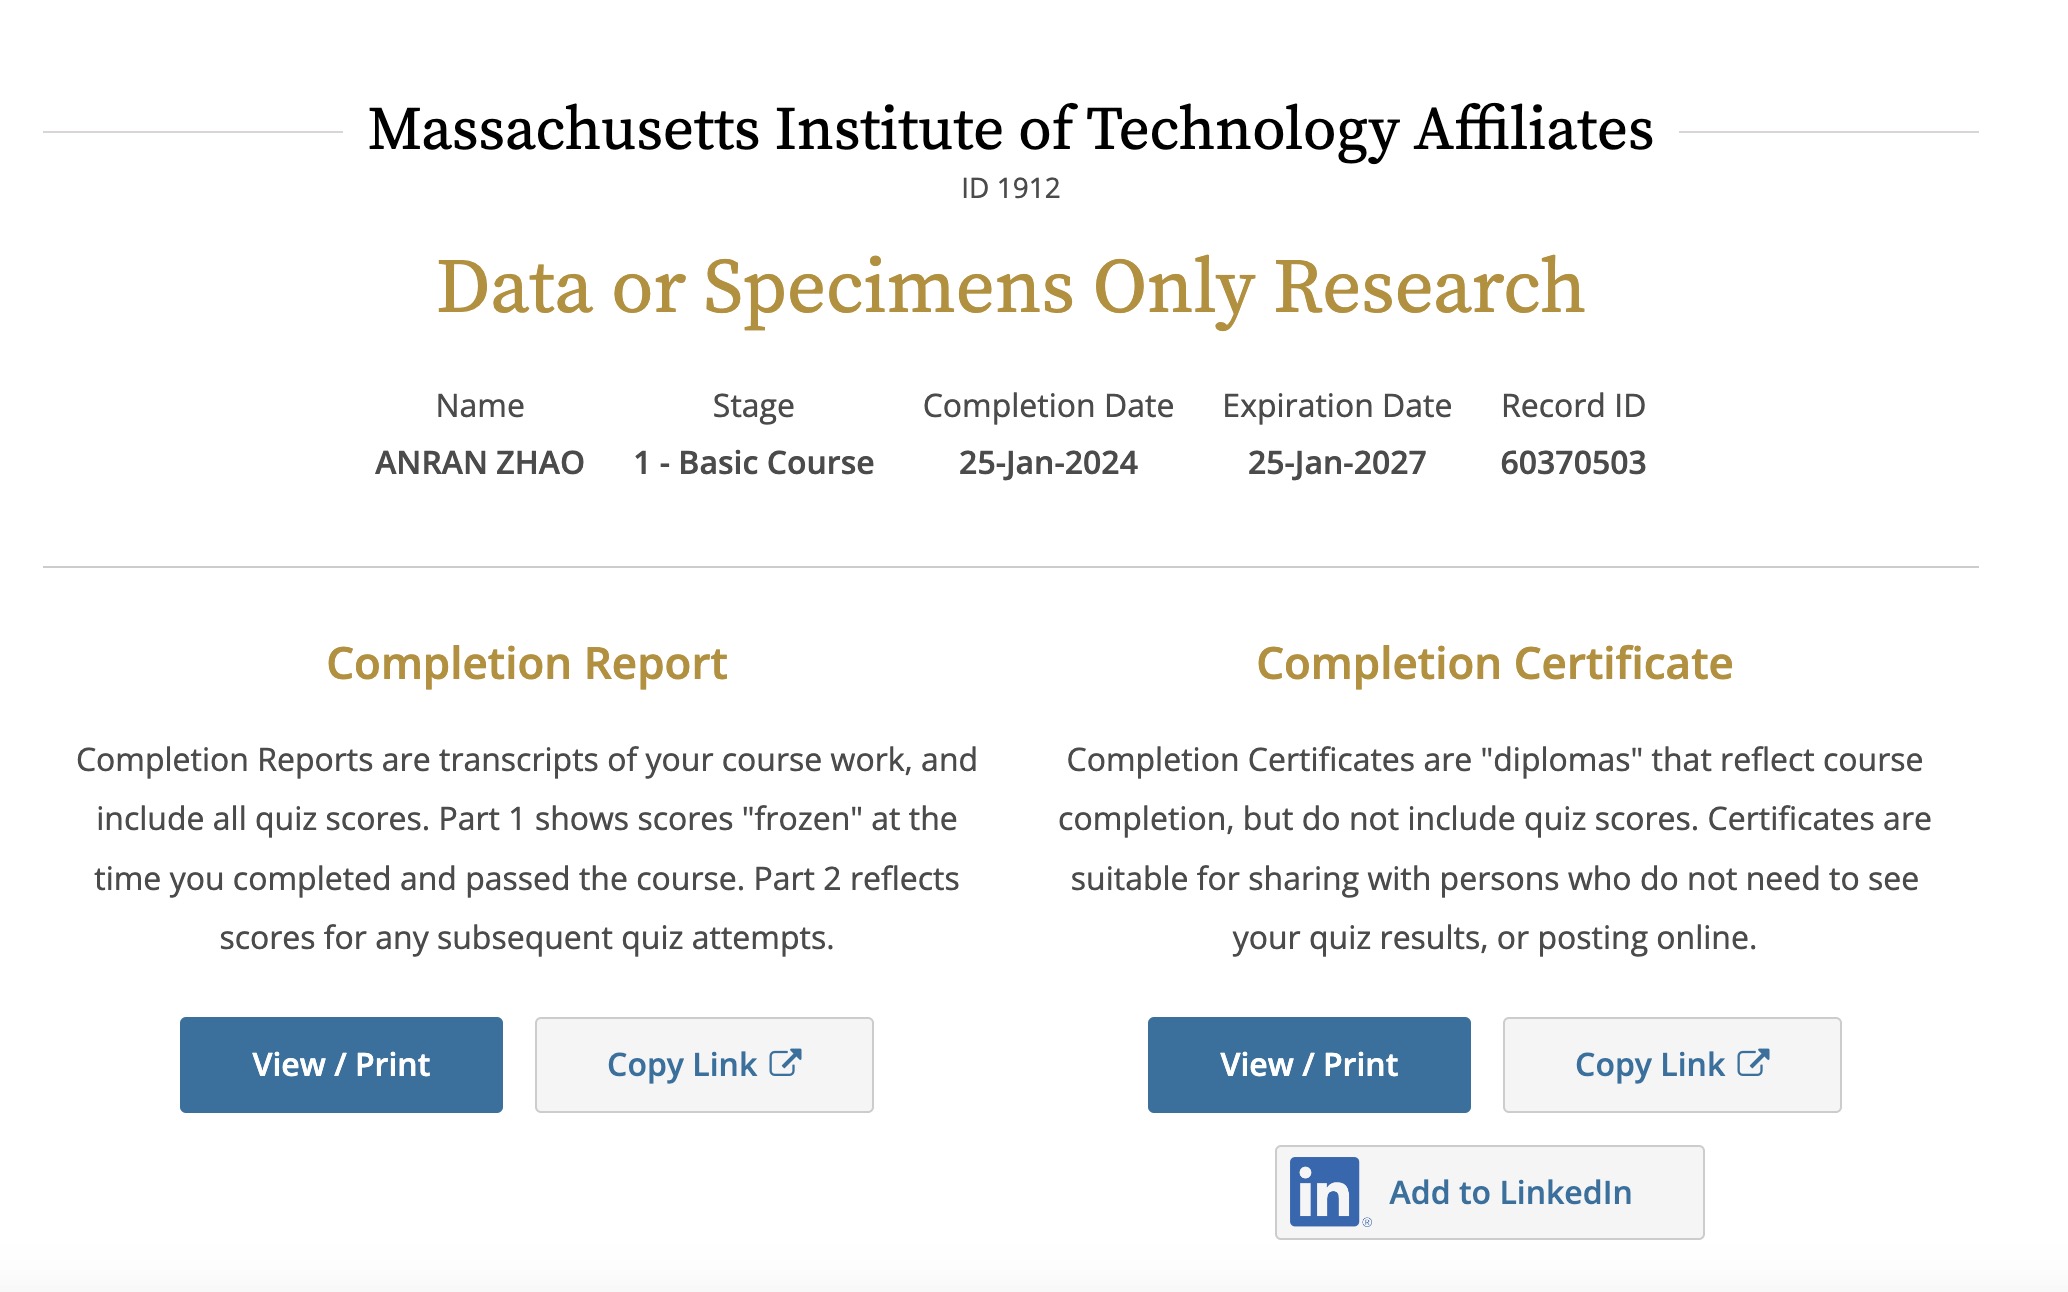 Massachusetts Institute of Technology Affiliates
ID 1912
Data or Specimens Only Research
Name Stage Completion Date Expiration Date Record ID
ANRAN ZHAO 1 - Basic Course 25-Jan-2024 25-Jan-2027 60370503
Completion Report
Completion Reports are transcripts of your course work, and
include all quiz scores. Part 1 shows scores "frozen" at the
time you completed and passed the course. Part 2 reflects
scores for any subsequent quiz attempts.
View / Print Copy Link
Completion Certificate
Completion Certificates are "diplomas" that reflect course
completion, but do not include quiz scores. Certificates are
suitable for sharing with persons who do not need to see
your quiz results, or posting online.
View / Print Copy Link
in® Add to LinkedIn